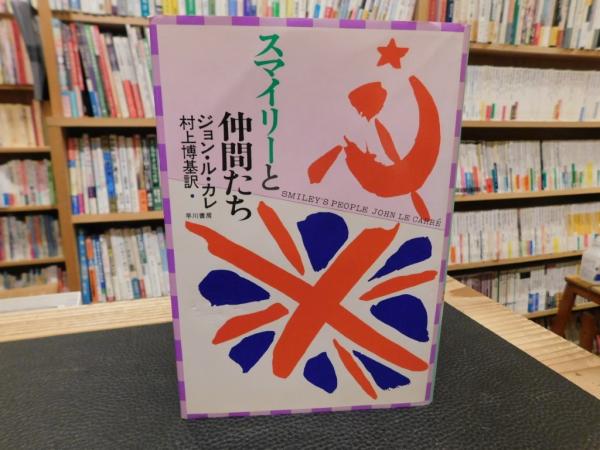 スマイリーと
仲間たち
ジョン・ル・カレ
村上博基訳・
早川書房
SMILEY'S PEOPLE JOHN LE CARRÉ